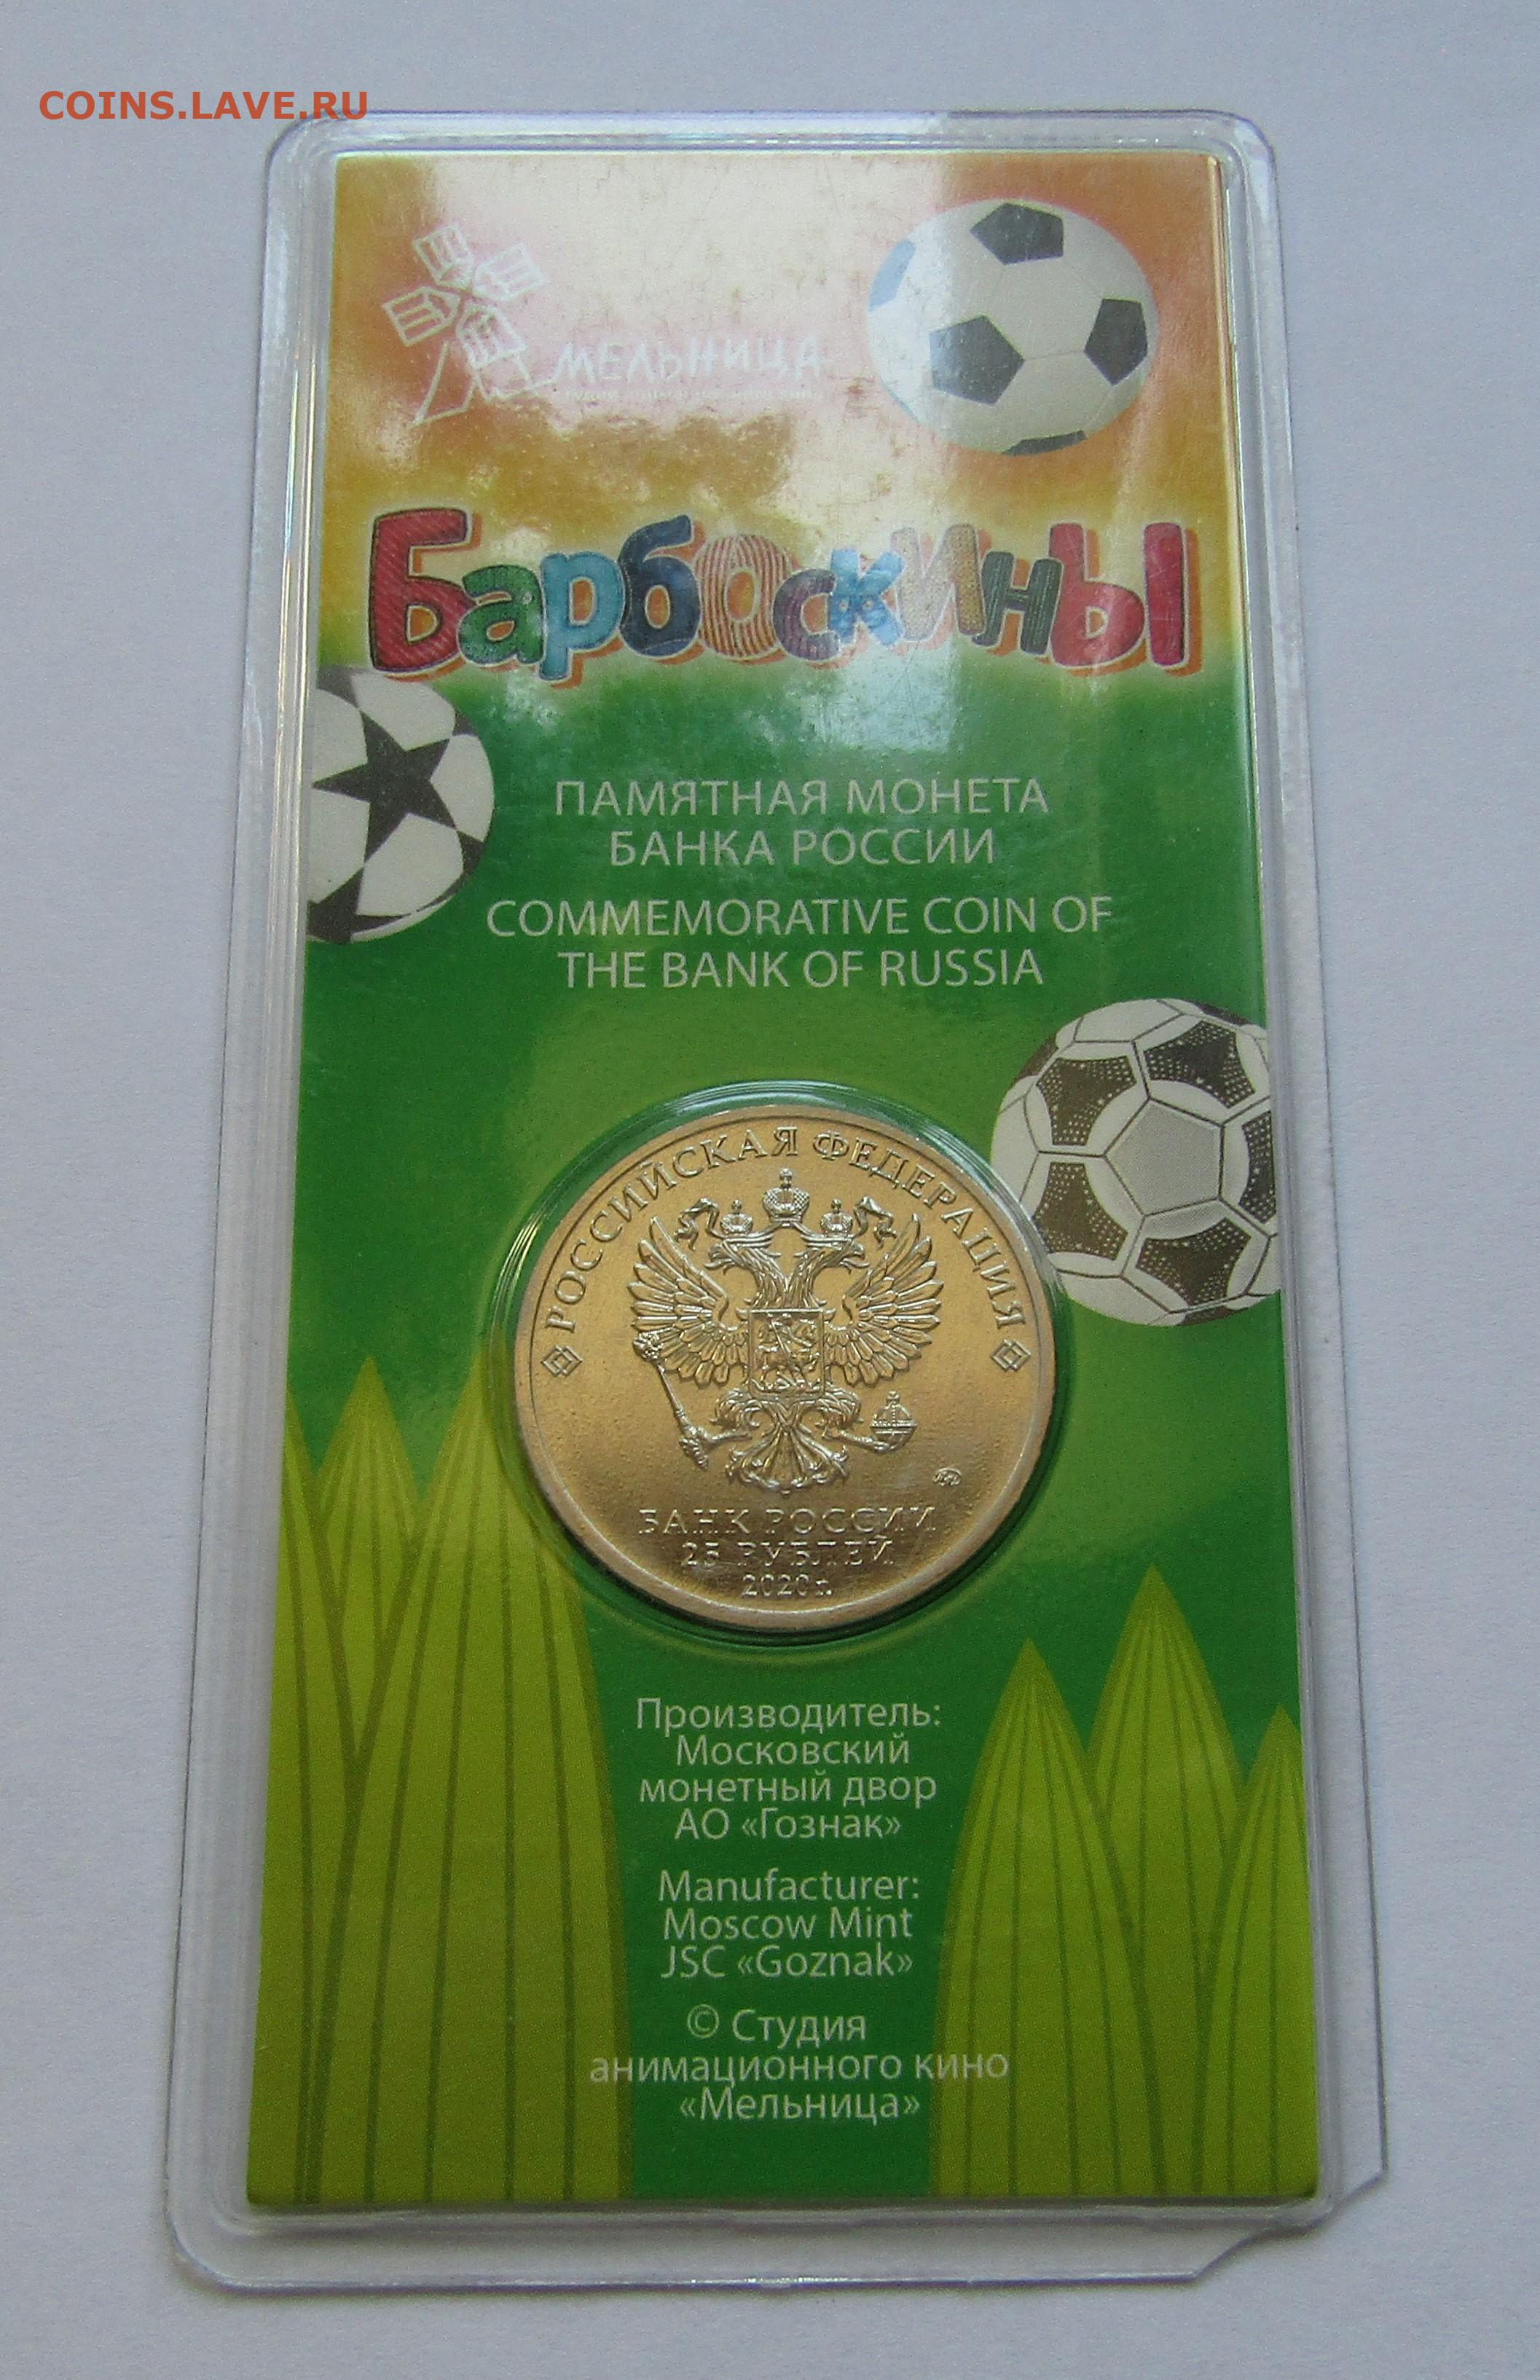 COINS.LAVE.RU
МЕЛЬНИЦА
Барбоскины
ПАМЯТНАЯ МОНЕТА
БАНКА РОССИИ
COMMEMORATIVE COIN OF
THE BANK OF RUSSIA
РОССИЙСКАЯ ФЕДЕРАЦИЯ
БАНК РОССИИ
25 РУБЛЕЙ
2020 г.
Производитель:
Московский
монетный двор
АО «Гознак»
Manufacturer:
Moscow Mint
JSC «Goznak»
© Студия
анимационного кино
«Мельница»